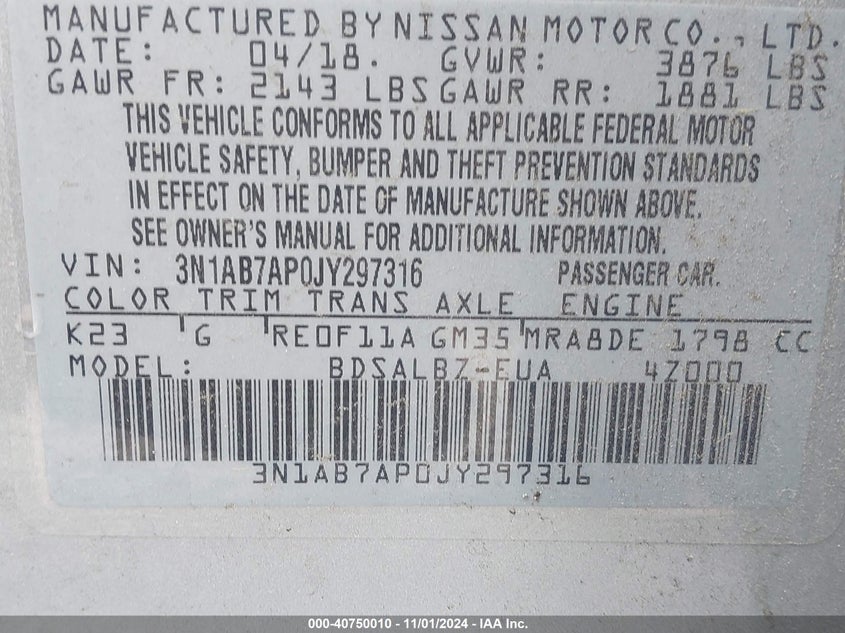 MANUFACTURED BY NISSAN MOTOR CO., LTD.
DATE: 04/18. GVWR: 3876 LBS
GAWR FR: 2143 LBS GAWR RR: 1881 LBS
THIS VEHICLE CONFORMS TO ALL APPLICABLE FEDERAL MOTOR
VEHICLE SAFETY, BUMPER AND THEFT PREVENTION STANDARDS
IN EFFECT ON THE DATE OF MANUFACTURE SHOWN ABOVE.
SEE OWNER'S MANUAL FOR ADDITIONAL INFORMATION.
VIN: 3N1AB7AP0JY297316 PASSENGER CAR.
COLOR TRIM TRANS AXLE ENGINE
K23 G RE0F11A GM35 MRA8DE 1798 CC
MODEL: BDSALBZ-EUA 4Z000
3N1AB7AP0JY297316
000-40750010 - 11/01/2024 - IAA Inc.